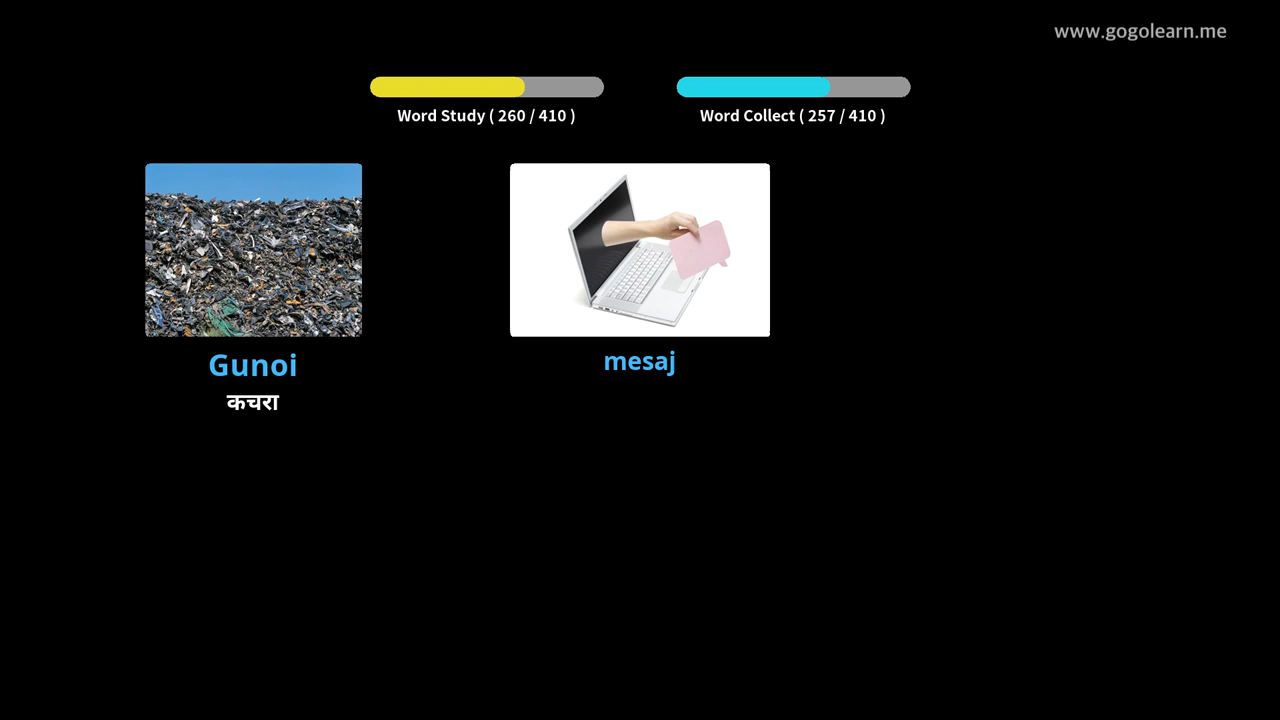 www.gogolearn.me
Word Study ( 260 / 410 )
Word Collect ( 257 / 410 )
Gunoi
कचरा
mesaj